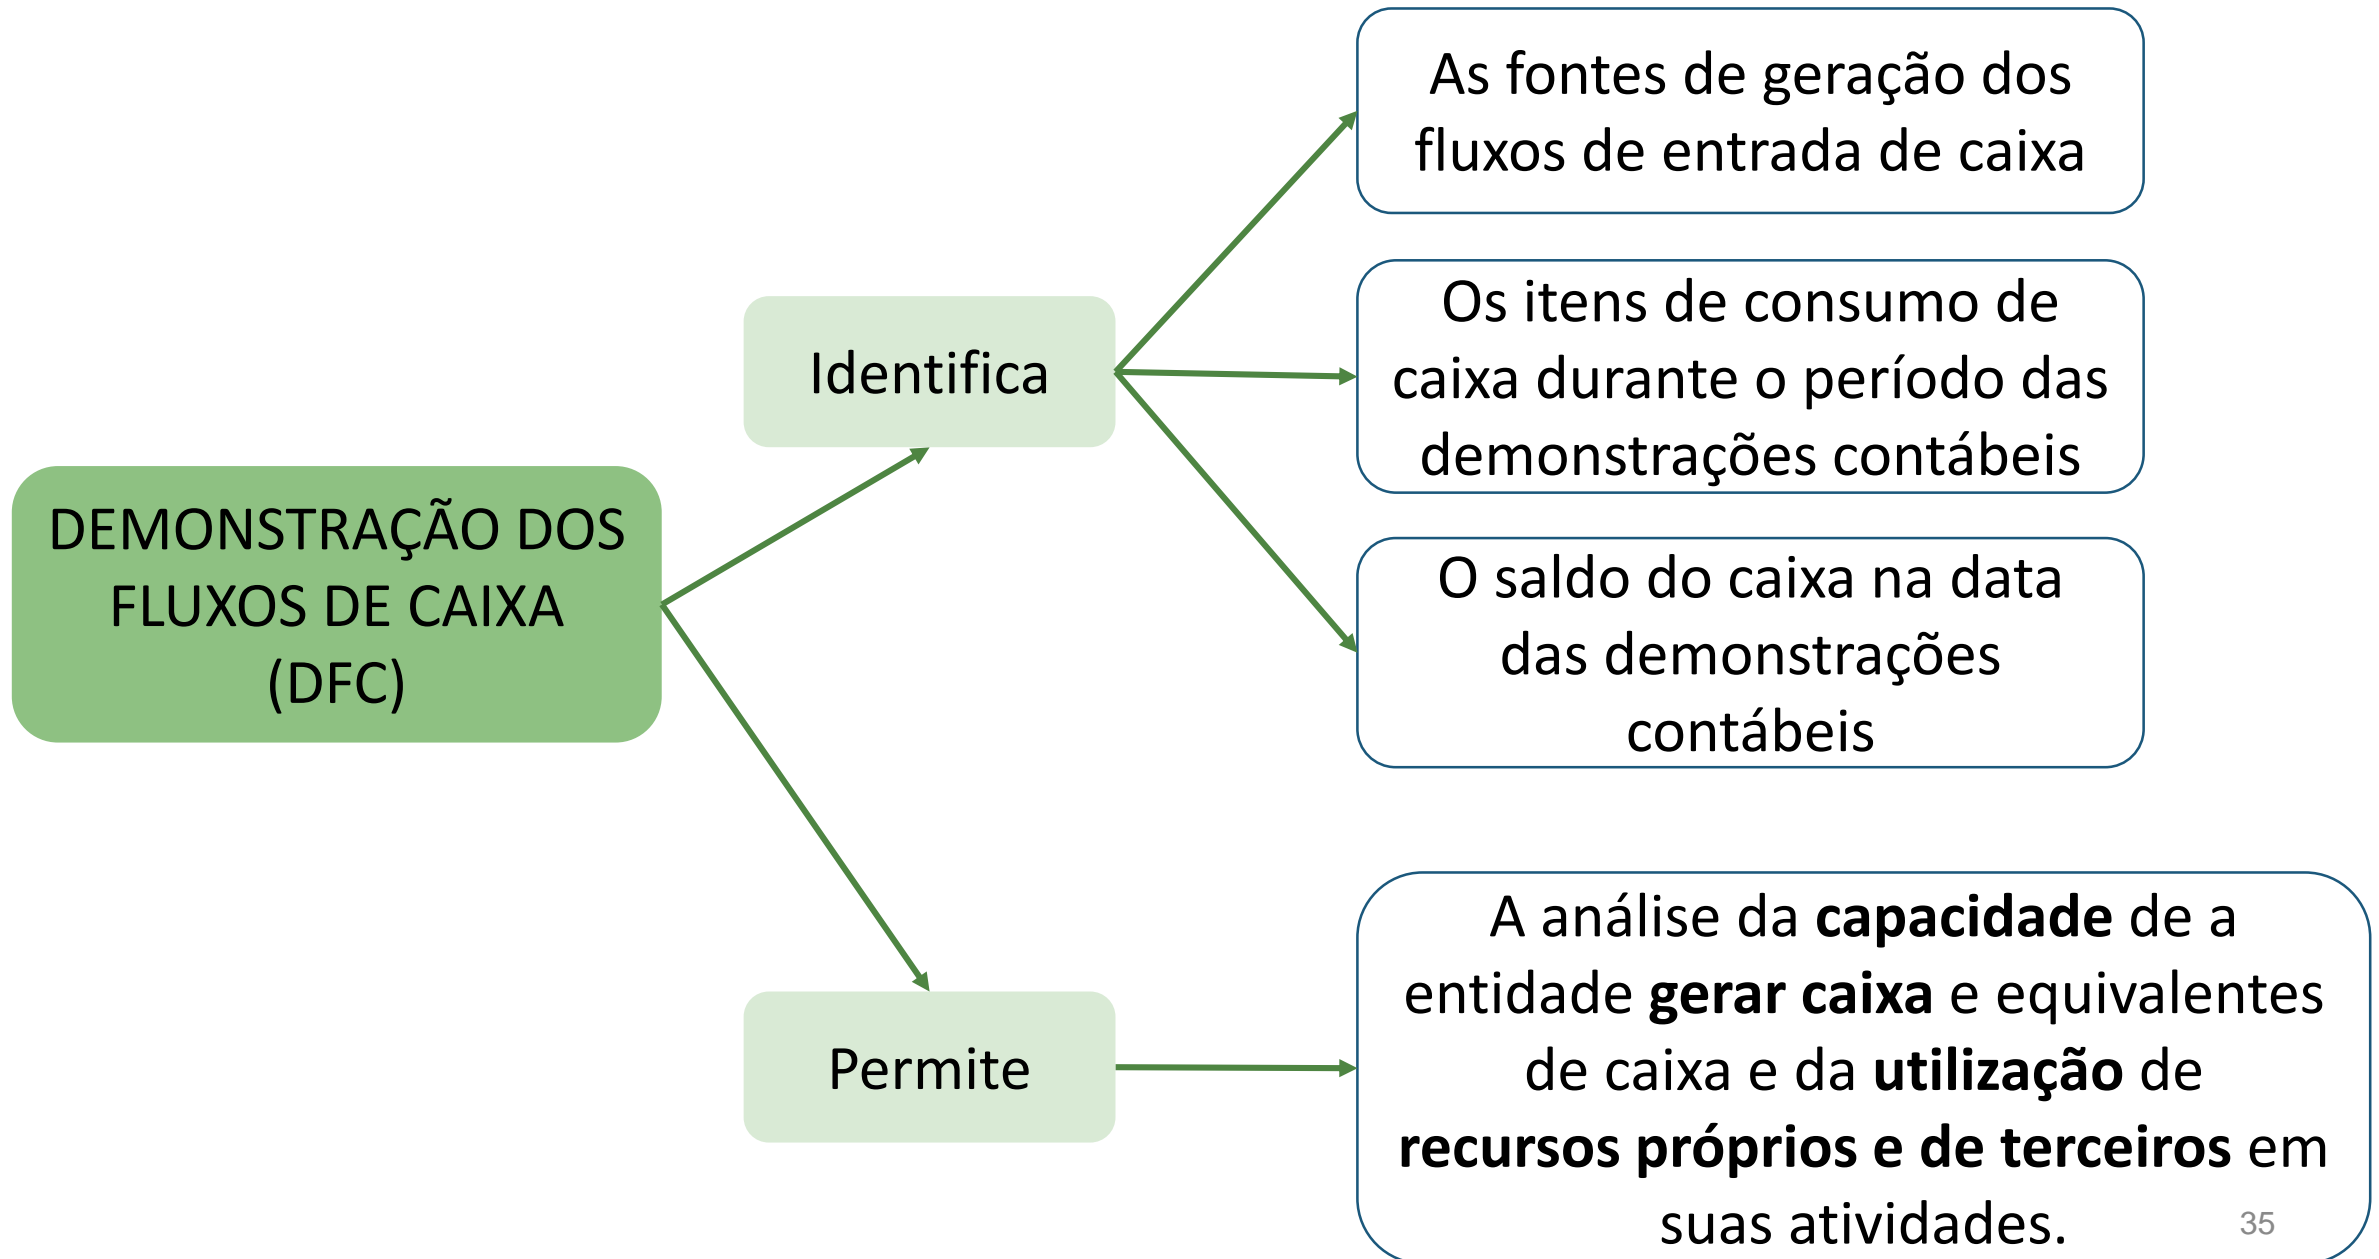 DEMONSTRAÇÃO DOS
FLUXOS DE CAIXA
(DFC)
Identifica
As fontes de geração dos
fluxos de entrada de caixa
Os itens de consumo de
caixa durante o período das
demonstrações contábeis
O saldo do caixa na data
das demonstrações
contábeis
Permite
A análise da capacidade de a
entidade gerar caixa e equivalentes
de caixa e da utilização de
recursos próprios e de terceiros em
suas atividades.
35